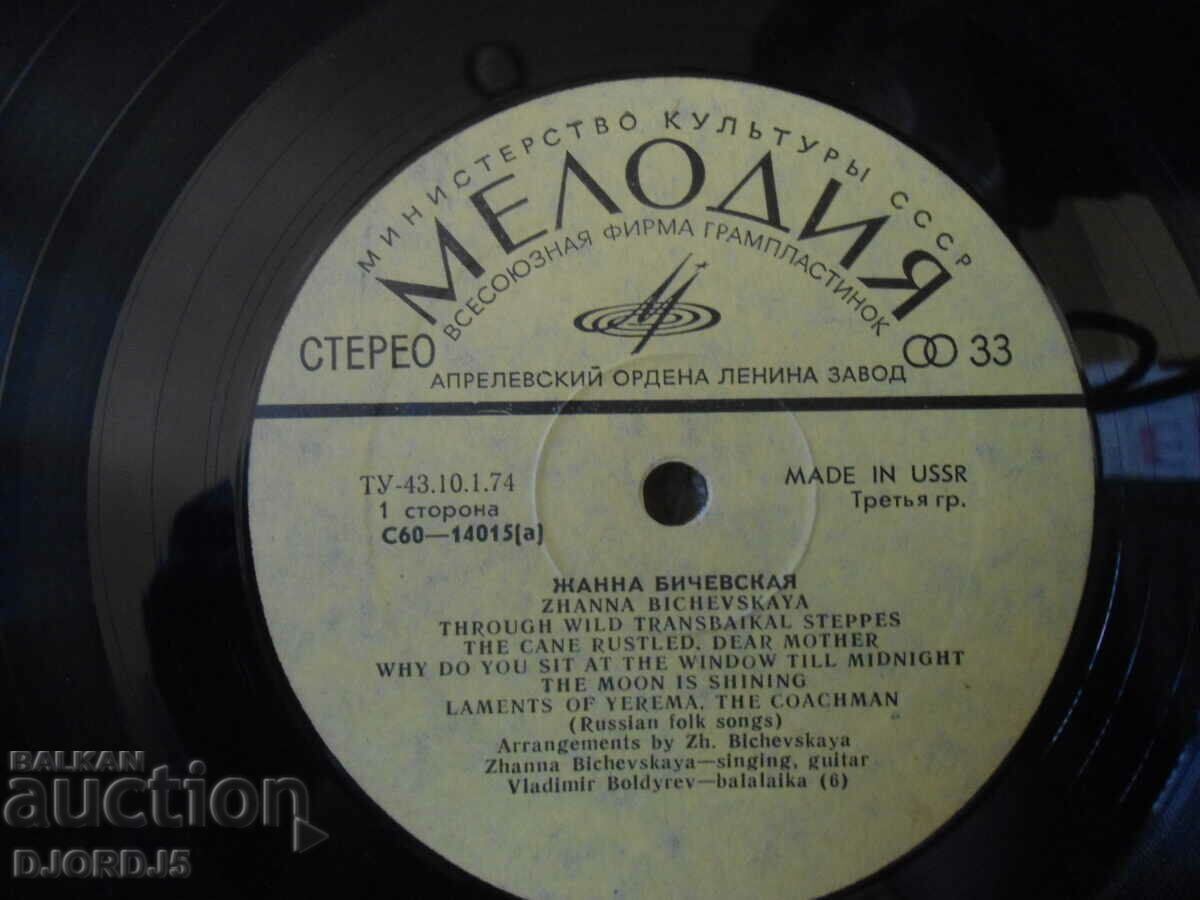 МИНИСТЕРСТВО КУЛЬТУРЫ СССР
МЕЛОДИЯ
ВСЕСОЮЗНАЯ ФИРМА ГРАМПЛАСТИНОК
СТЕРЕО
33
АПРЕЛЕВСКИЙ ОРДЕНА ЛЕНИНА ЗАВОД
ТУ-43.10.1.74
MADE IN USSR
1 сторона
Третья гр.
С60—14015(а)
ЖАННА БИЧЕВСКАЯ
ZHANNA BICHEVSKAYA
THROUGH WILD TRANSBAIKAL STEPPES
THE CANE RUSTLED, DEAR MOTHER
WHY DO YOU SIT AT THE WINDOW TILL MIDNIGHT
THE MOON IS SHINING
LAMENTS OF YEREMA, THE COACHMAN
(Russian folk songs)
Arrangements by Zh. Bichevskaya
Zhanna Bichevskaya—singing, guitar
Vladimir Boldyrev—balalaika (6)
BALKAN
auction
DJORDJ5